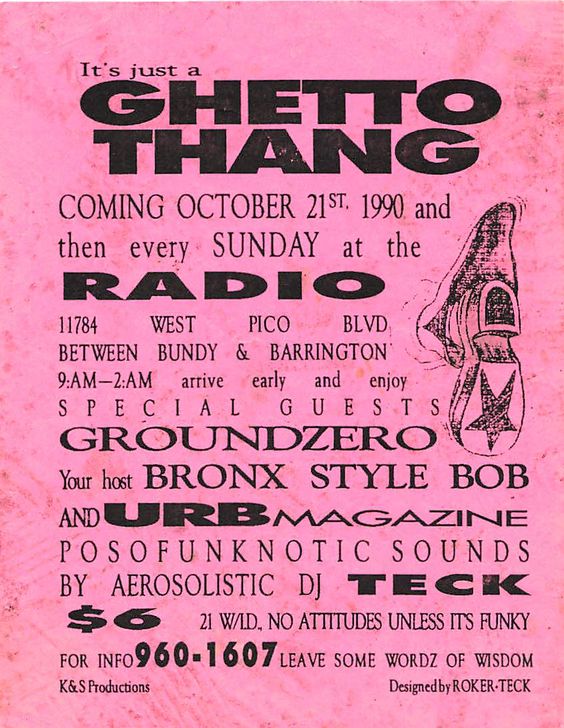 It's just a
GHETTO
THANG
COMING OCTOBER 21ST, 1990 and
then every SUNDAY at the
RADIO
11784 WEST PICO BLVD,
BETWEEN BUNDY & BARRINGTON
9:AM—2:AM arrive early and enjoy
SPECIAL GUESTS
GROUNDZERO
Your host BRONX STYLE BOB
AND URB MAGAZINE
POSOFUNKNOTIC SOUNDS
BY AEROSOLISTIC DJ TECK
$6 21 W/I.D., NO ATTITUDES UNLESS IT'S FUNKY
FOR INFO 960-1607 LEAVE SOME WORDZ OF WISDOM
K&S Productions Designed by ROKER-TECK